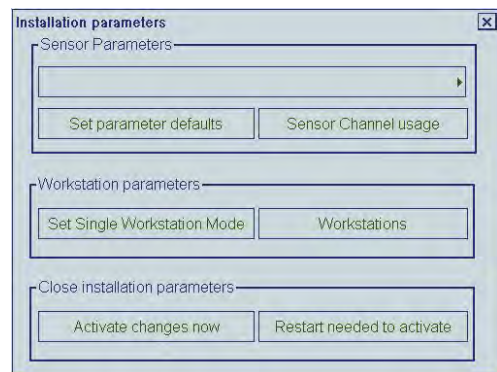 Installation parameters
Sensor Parameters
Set parameter defaults Sensor Channel usage
Workstation parameters
Set Single Workstation Mode Workstations
Close installation parameters
Activate changes now Restart needed to activate